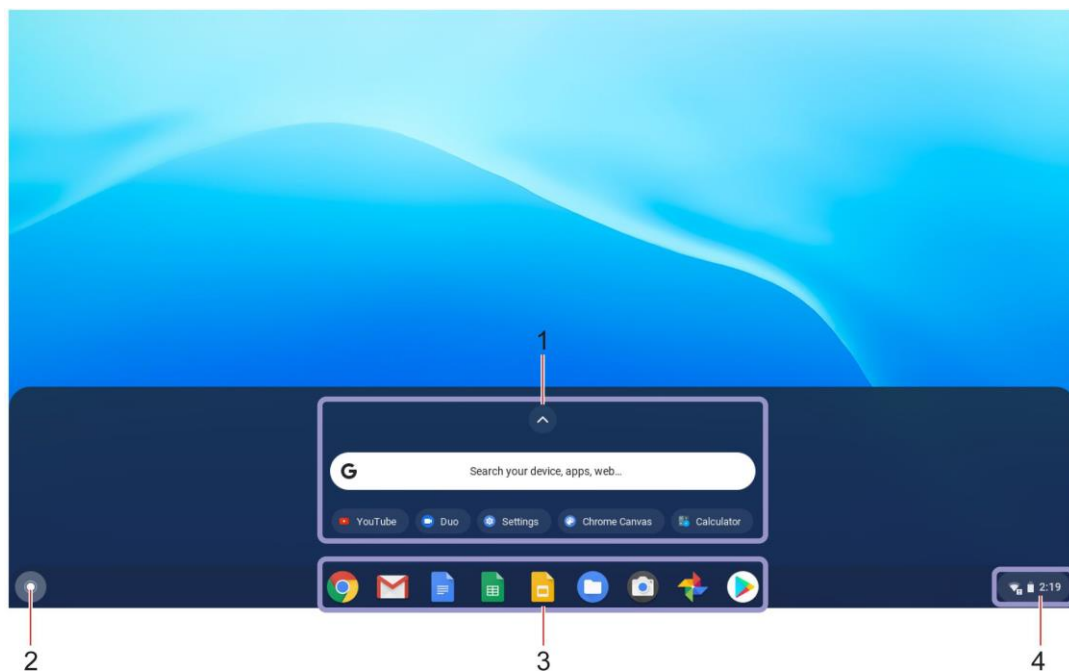 1
G Search your device, apps, web...
YouTube Duo Settings Chrome Canvas Calculator
2:19
2 3 4